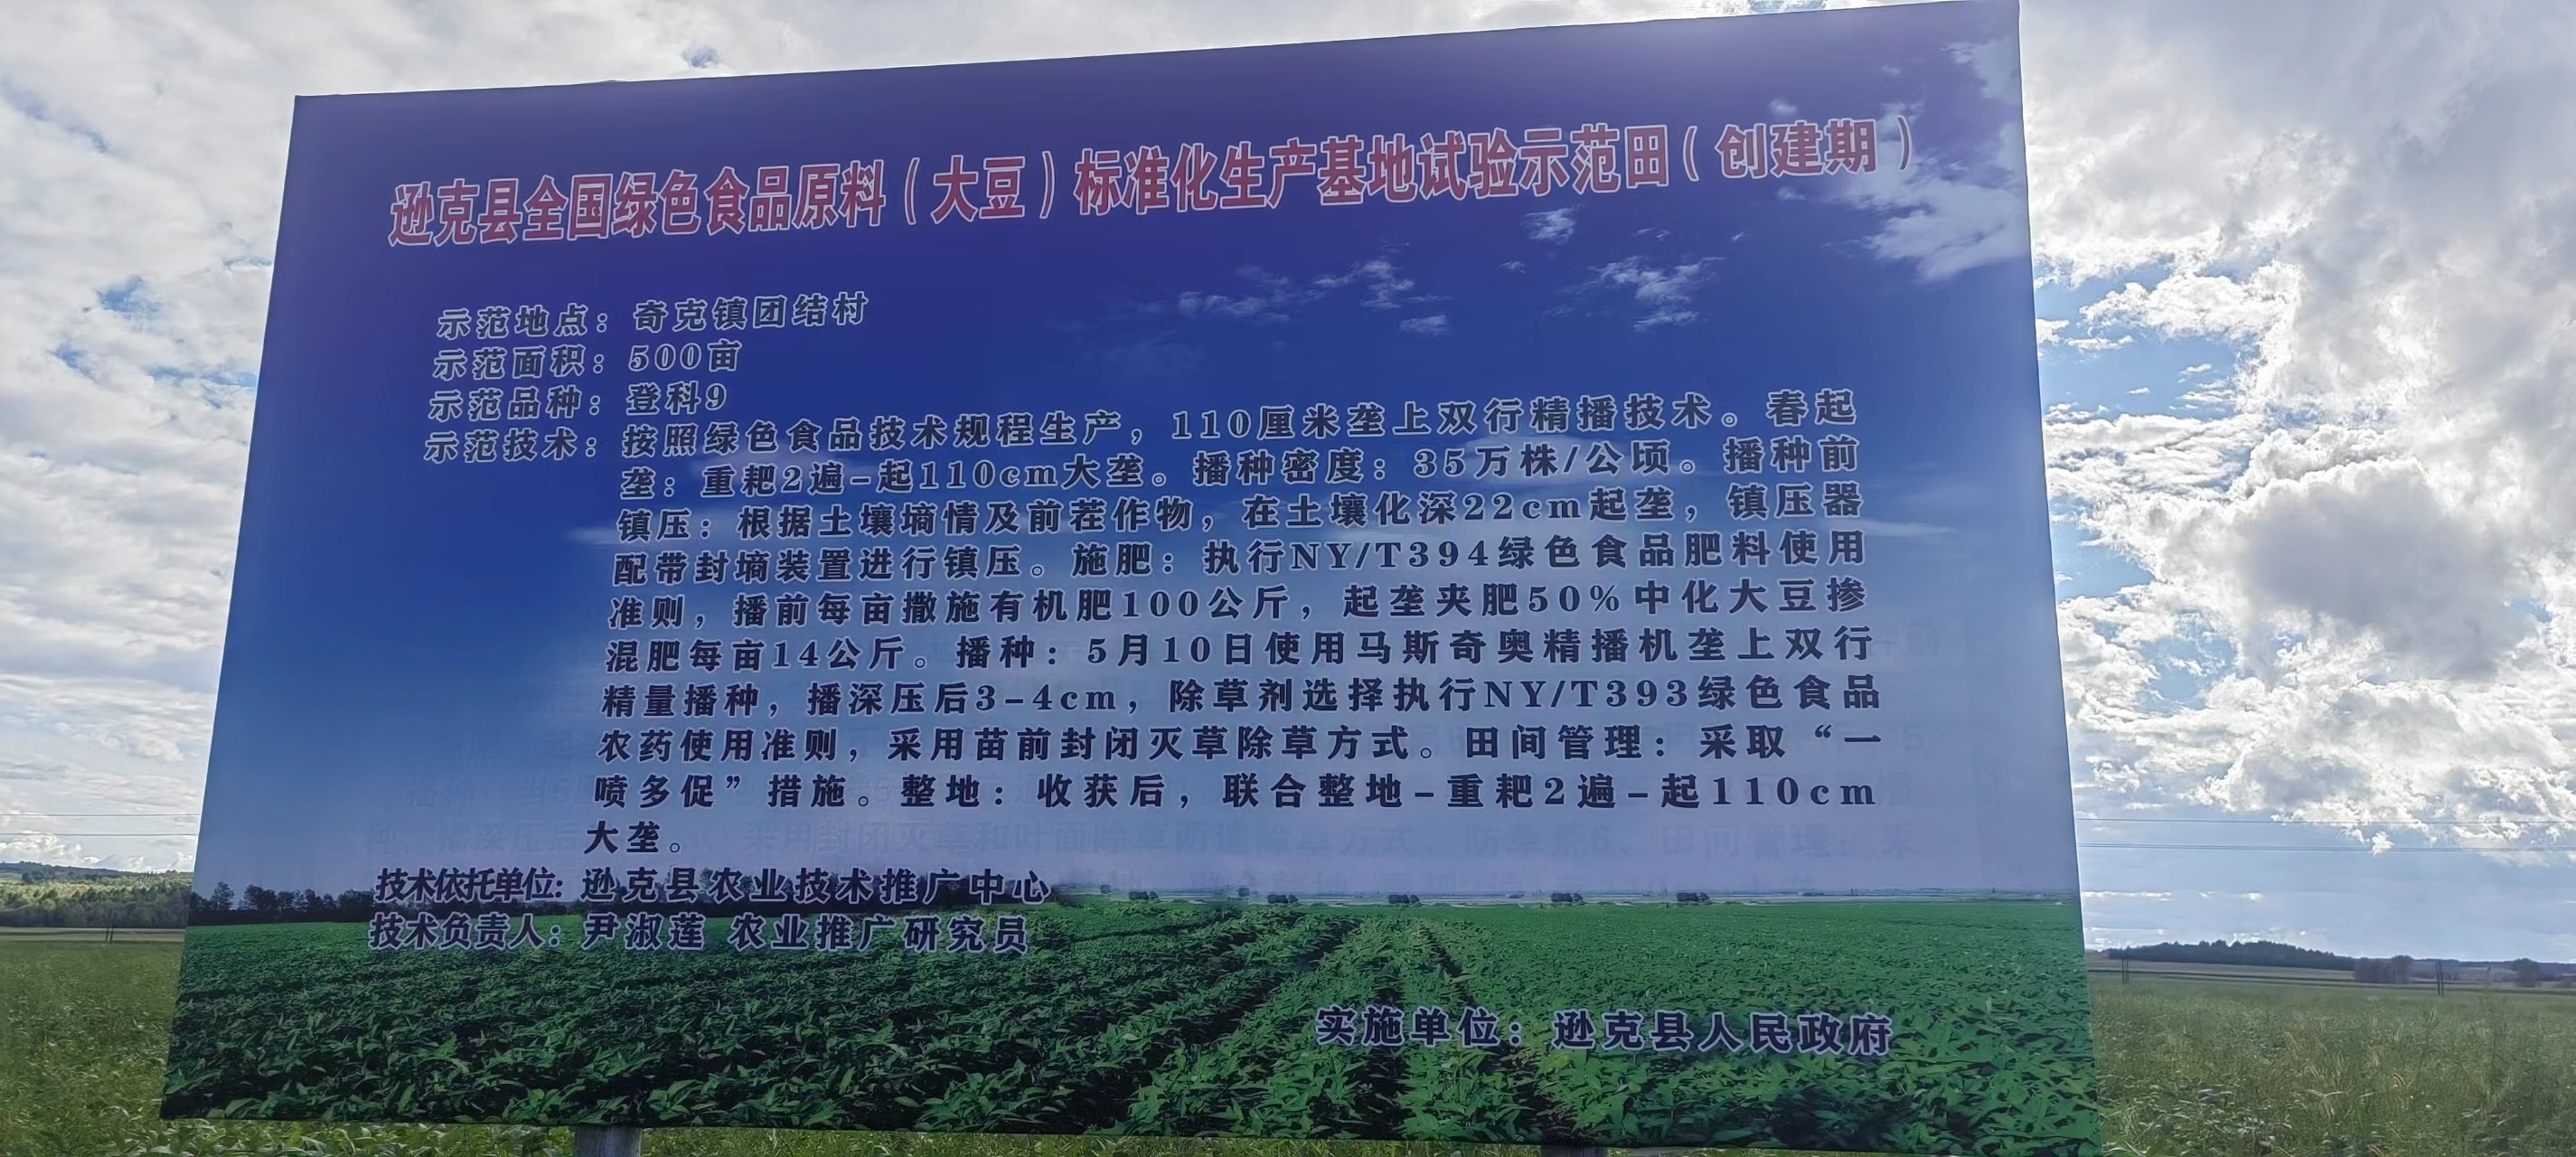 逊克县全国绿色食品原料（大豆）标准化生产基地试验示范田（创建期）
示范地点：奇克镇团结村
示范面积：500亩
示范品种：登科9
示范技术：按照绿色食品技术规程生产，110厘米垄上双行精播技术。春起
垄：重耙2遍-起110cm大垄。播种密度：35万株/公顷。播种前
镇压：根据土壤墒情及前茬作物，在土壤化深22cm起垄，镇压器
配带封墒装置进行镇压。施肥：执行NY/T394绿色食品肥料使用
准则，播前每亩撒施有机肥100公斤，起垄夹肥50%中化大豆掺
混肥每亩14公斤。播种：5月10日使用马斯奇奥精播机垄上双行
精量播种，播深压后3-4cm，除草剂选择执行NY/T393绿色食品
农药使用准则，采用苗前封闭灭草除草方式。田间管理：采取“一
喷多促”措施。整地：收获后，联合整地-重耙2遍-起110cm
大垄。
技术依托单位：逊克县农业技术推广中心
技术负责人：尹淑莲 农业推广研究员
实施单位：逊克县人民政府